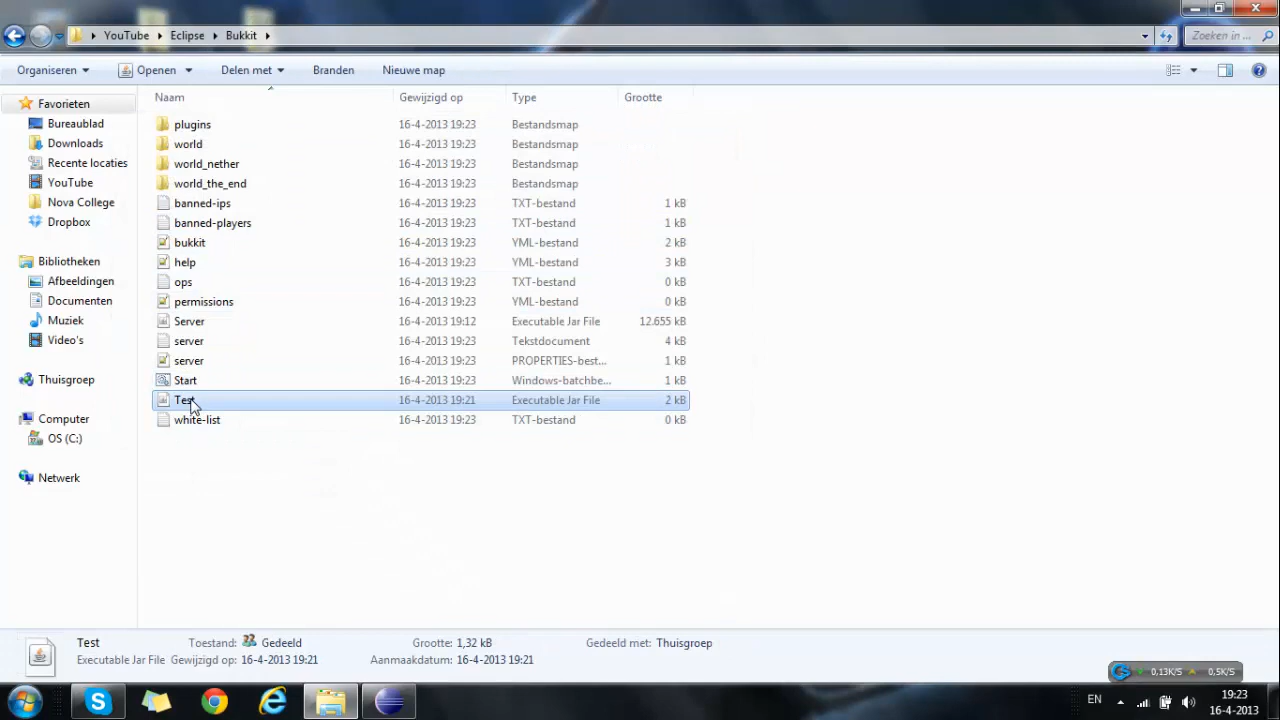 YouTube Eclipse Bukkit Zoeken in ...
Organiseren Openen Delen met Branden Nieuwe map
Favorieten
Bureaublad
Downloads
Recente locaties
YouTube
Nova College
Dropbox
Bibliotheken
Afbeeldingen
Documenten
Muziek
Video's
Thuisgroep
Computer
OS (C:)
Netwerk
Naam Gewijzigd op Type Grootte
plugins 16-4-2013 19:23 Bestandsmap
world 16-4-2013 19:23 Bestandsmap
world_nether 16-4-2013 19:23 Bestandsmap
world_the_end 16-4-2013 19:23 Bestandsmap
banned-ips 16-4-2013 19:23 TXT-bestand 1 kB
banned-players 16-4-2013 19:23 TXT-bestand 1 kB
bukkit 16-4-2013 19:23 YML-bestand 2 kB
help 16-4-2013 19:23 YML-bestand 3 kB
ops 16-4-2013 19:23 TXT-bestand 0 kB
permissions 16-4-2013 19:23 YML-bestand 0 kB
Server 16-4-2013 19:12 Executable Jar File 12.655 kB
server 16-4-2013 19:23 Tekstdocument 4 kB
server 16-4-2013 19:23 PROPERTIES-best... 1 kB
Start 16-4-2013 19:23 Windows-batchbe... 1 kB
Test 16-4-2013 19:21 Executable Jar File 2 kB
white-list 16-4-2013 19:23 TXT-bestand 0 kB
Test Toestand: Gedeeld Grootte: 1,32 kB Gedeeld met: Thuisgroep
Executable Jar File Gewijzigd op: 16-4-2013 19:21 Aanmaakdatum: 16-4-2013 19:21
0,13K/S 0,5K/S
EN 19:23
16-4-2013